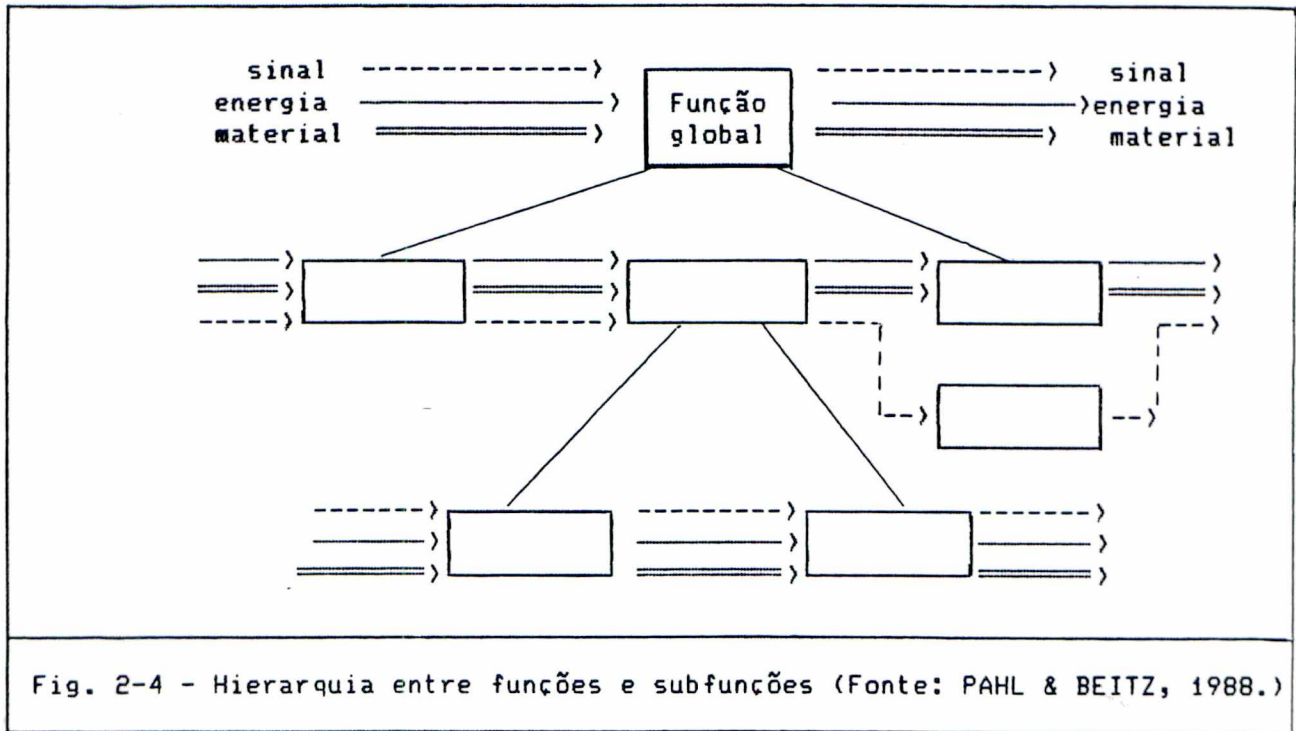 sinal Função sinal
energia global energia
material material
Fig. 2-4 - Hierarquia entre funções e subfunções (Fonte: PAHL & BEITZ, 1988.)